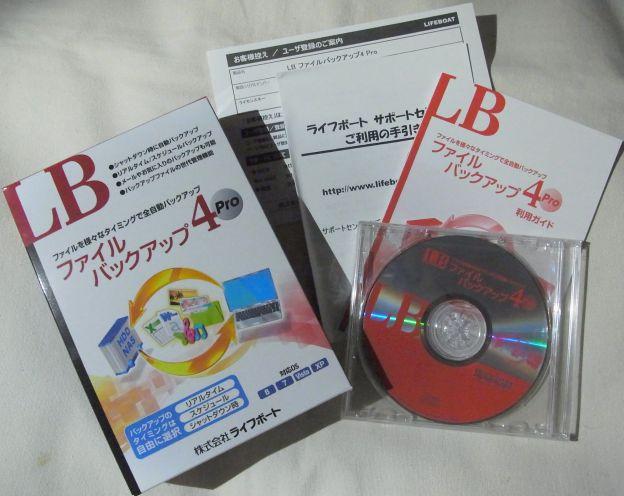 LB
●シャットダウン時に自動バックアップ
●リアルタイム/スケジュールバックアップ
●メールやお気に入りのバックアップも可能
●バックアップファイルの世代管理機能
ファイルを様々なタイミングで全自動バックアップ
ファイル
バックアップ4 Pro
HDD
NAS
対応OS
8 7 Vista XP
バックアップの
タイミングは
自由に選択
リアルタイム
スケジュール
シャットダウン時
株式会社ライフボート
お客様控え / ユーザ登録のご案内
LIFEBOAT
LB ファイルバックアップ4 Pro
ライフボート サポートセン
ご利用の手引き
http://www.lifeboa
サポートセン
LB
ファイルを様々なタイミングで全自動バックアップ
ファイル
バックアップ4 Pro
利用ガイド
LB
LB
ファイル
バックアップ4 Pro